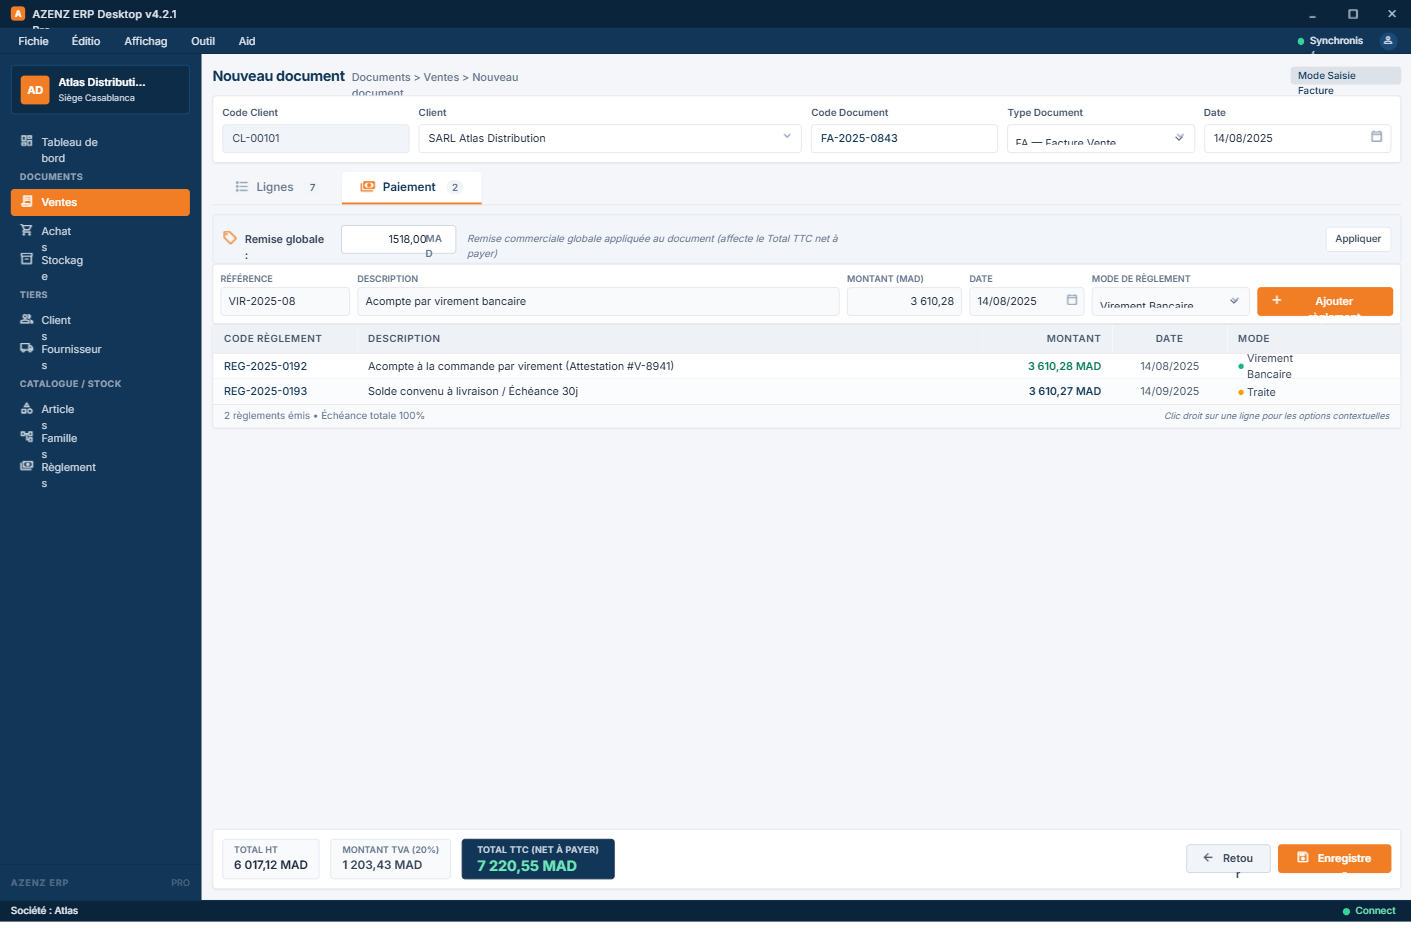 A AZENZ ERP Desktop v4.2.1
Fichie Éditio Affichag Outil Aid
Synchronis
AD
Atlas Distributi...
Siège Casablanca
Tableau de
bord
DOCUMENTS
Ventes
Achat
s
Stockag
e
TIERS
Client
s
Fournisseur
s
CATALOGUE / STOCK
Article
s
Famille
s
Règlement
s
AZENZ ERP PRO
Nouveau document Documents > Ventes > Nouveau
document
Mode Saisie
Facture
Code Client Client Code Document Type Document Date
CL-00101 SARL Atlas Distribution FA-2025-0843 FA — Facture Vente 14/08/2025
Lignes 7 Paiement 2
Remise globale
:
1518,00 MA
D
Remise commerciale globale appliquée au document (affecte le Total TTC net à
payer)
Appliquer
RÉFÉRENCE DESCRIPTION MONTANT (MAD) DATE MODE DE RÈGLEMENT
VIR-2025-08 Acompte par virement bancaire 3 610,28 14/08/2025 Virement Bancaire + Ajouter
règlement
CODE RÈGLEMENT DESCRIPTION MONTANT DATE MODE
REG-2025-0192 Acompte à la commande par virement (Attestation #V-8941) 3 610,28 MAD 14/08/2025 Virement
Bancaire
REG-2025-0193 Solde convenu à livraison / Échéance 30j 3 610,27 MAD 14/09/2025 Traite
2 règlements émis • Échéance totale 100% Clic droit sur une ligne pour les options contextuelles
TOTAL HT MONTANT TVA (20%) TOTAL TTC (NET À PAYER)
6 017,12 MAD 1 203,43 MAD 7 220,55 MAD
Retou
r
Enregistre
Société : Atlas Connect